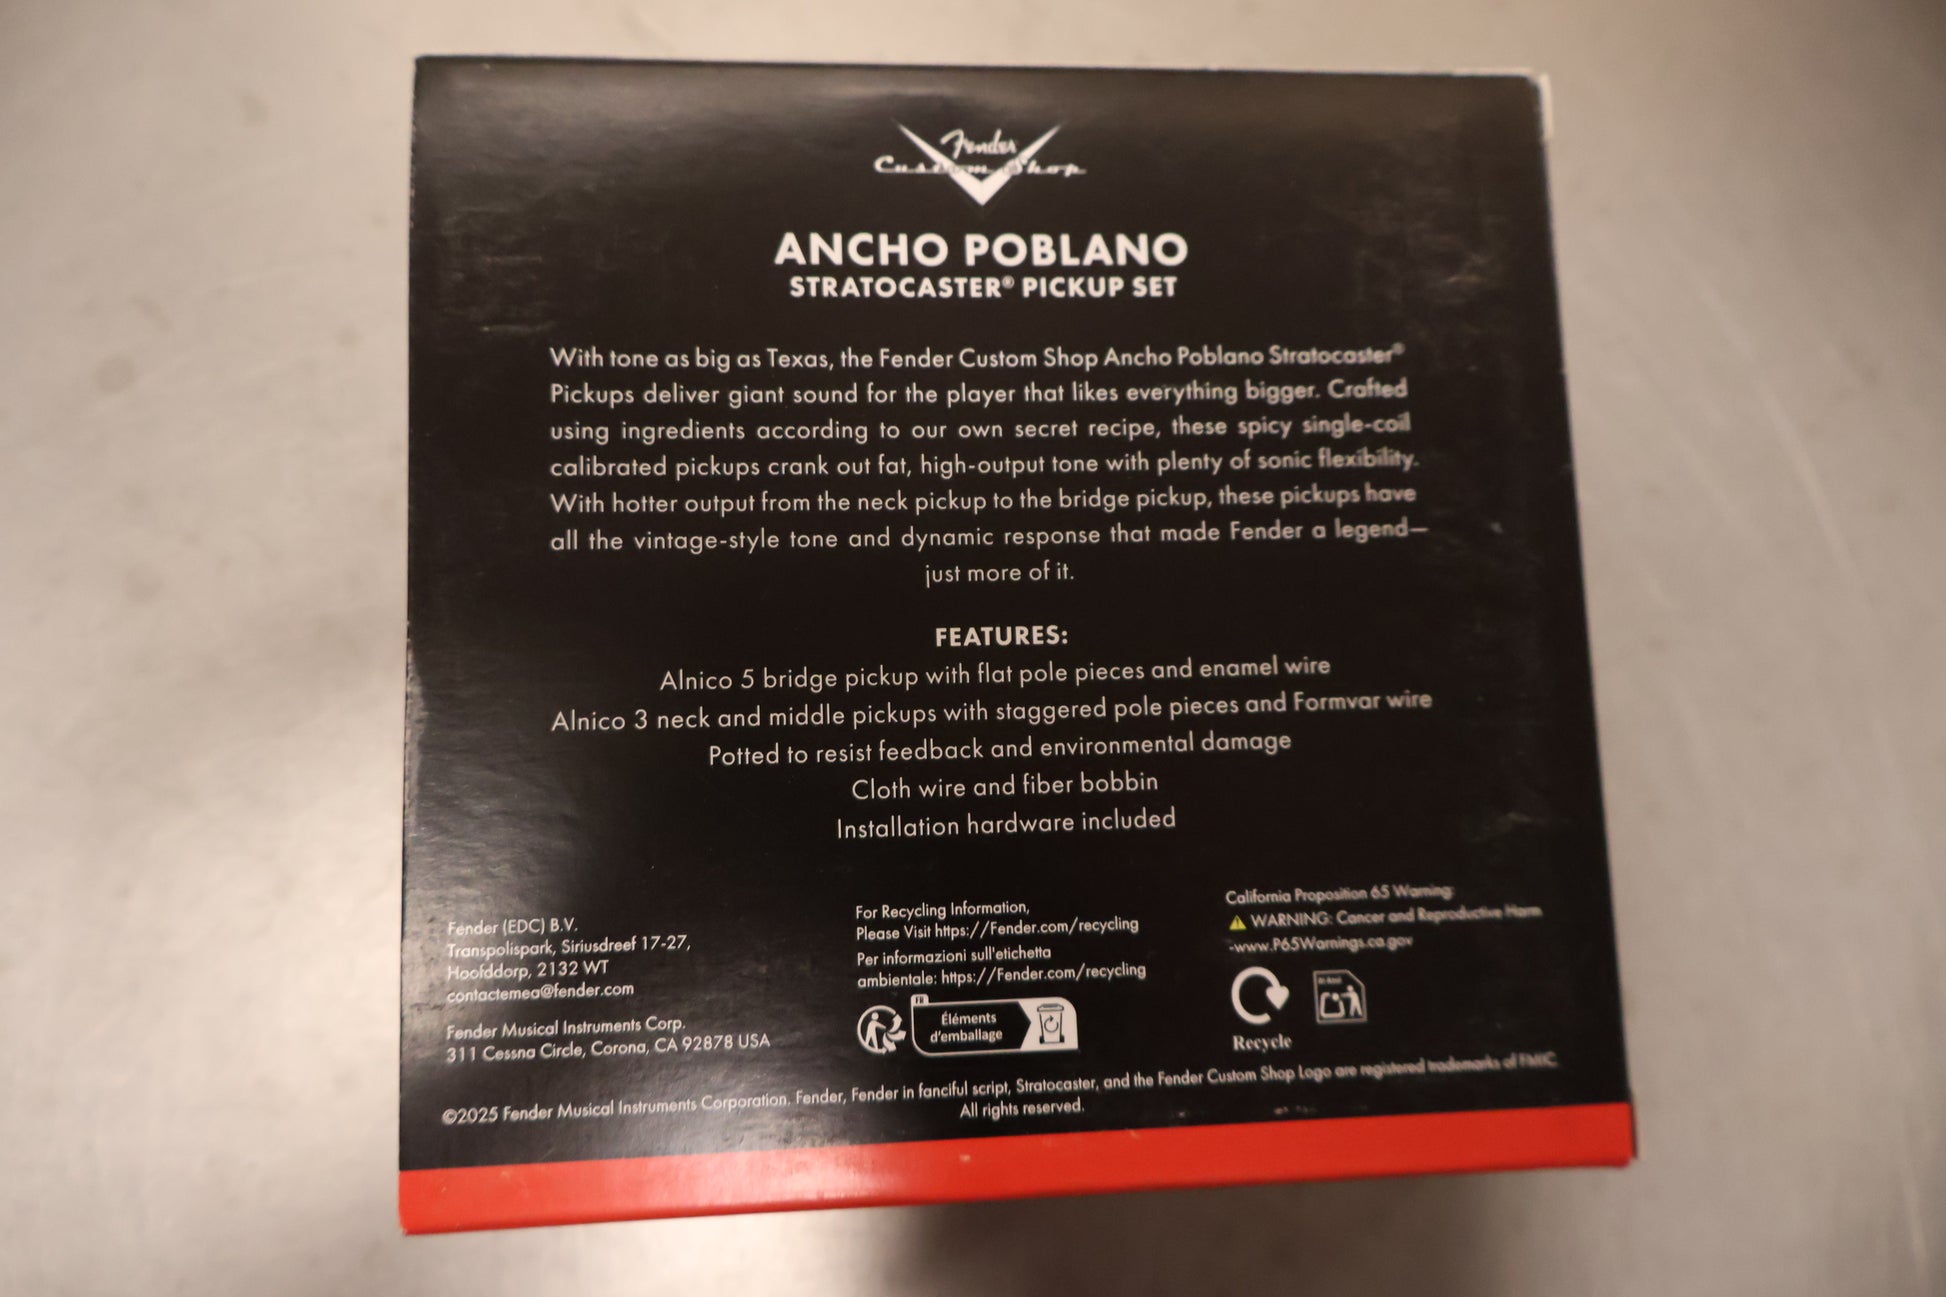 Fender
Custom Shop
ANCHO POBLANO
STRATOCASTER® PICKUP SET
With tone as big as Texas, the Fender Custom Shop Ancho Poblano Stratocaster®
Pickups deliver giant sound for the player that likes everything bigger. Crafted
using ingredients according to our own secret recipe, these spicy single-coil
calibrated pickups crank out fat, high-output tone with plenty of sonic flexibility.
With hotter output from the neck pickup to the bridge pickup, these pickups have
all the vintage-style tone and dynamic response that made Fender a legend—
just more of it.
FEATURES:
Alnico 5 bridge pickup with flat pole pieces and enamel wire
Alnico 3 neck and middle pickups with staggered pole pieces and Formvar wire
Potted to resist feedback and environmental damage
Cloth wire and fiber bobbin
Installation hardware included
Fender (EDC) B.V.
Transpolispark, Siriusdreef 17-27,
Hoofddorp, 2132 WT
contactemea@fender.com
Fender Musical Instruments Corp.
311 Cessna Circle, Corona, CA 92878 USA
For Recycling Information,
Please Visit https://Fender.com/recycling
Per informazioni sull'etichetta
ambientale: https://Fender.com/recycling
FR
Éléments
d'emballage
California Proposition 65 Warning:
WARNING: Cancer and Reproductive Harm
-www.P65Warnings.ca.gov
Recycle
©2025 Fender Musical Instruments Corporation. Fender, Fender in fanciful script, Stratocaster, and the Fender Custom Shop Logo are registered trademarks of FMIC.
All rights reserved.